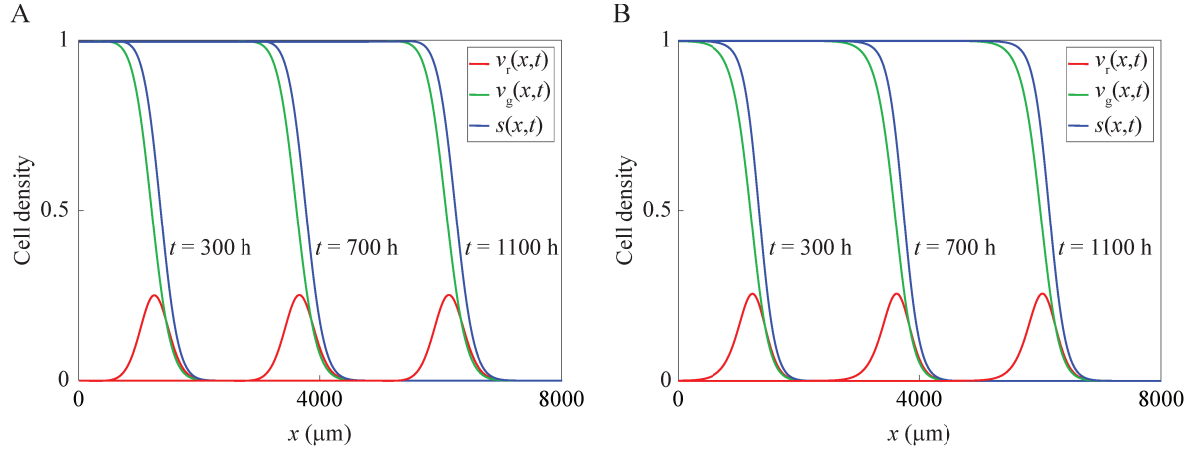 A
1
0.5
0
Cell density
v_r(x,t)
v_g(x,t)
s(x,t)
t = 300 h
t = 700 h
t = 1100 h
0
4000
8000
x (μm)
B
1
0.5
0
Cell density
v_r(x,t)
v_g(x,t)
s(x,t)
t = 300 h
t = 700 h
t = 1100 h
0
4000
8000
x (μm)